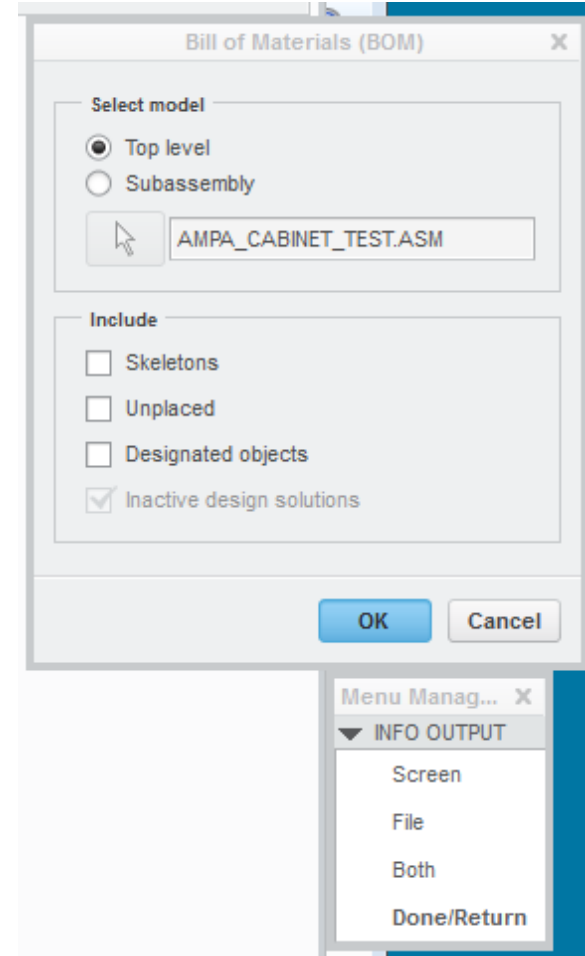 Bill of Materials (BOM)
Select model
Top level
Subassembly
AMPA_CABINET_TEST.ASM
Include
Skeletons
Unplaced
Designated objects
Inactive design solutions
OK Cancel
Menu Manag...
INFO OUTPUT
Screen
File
Both
Done/Return